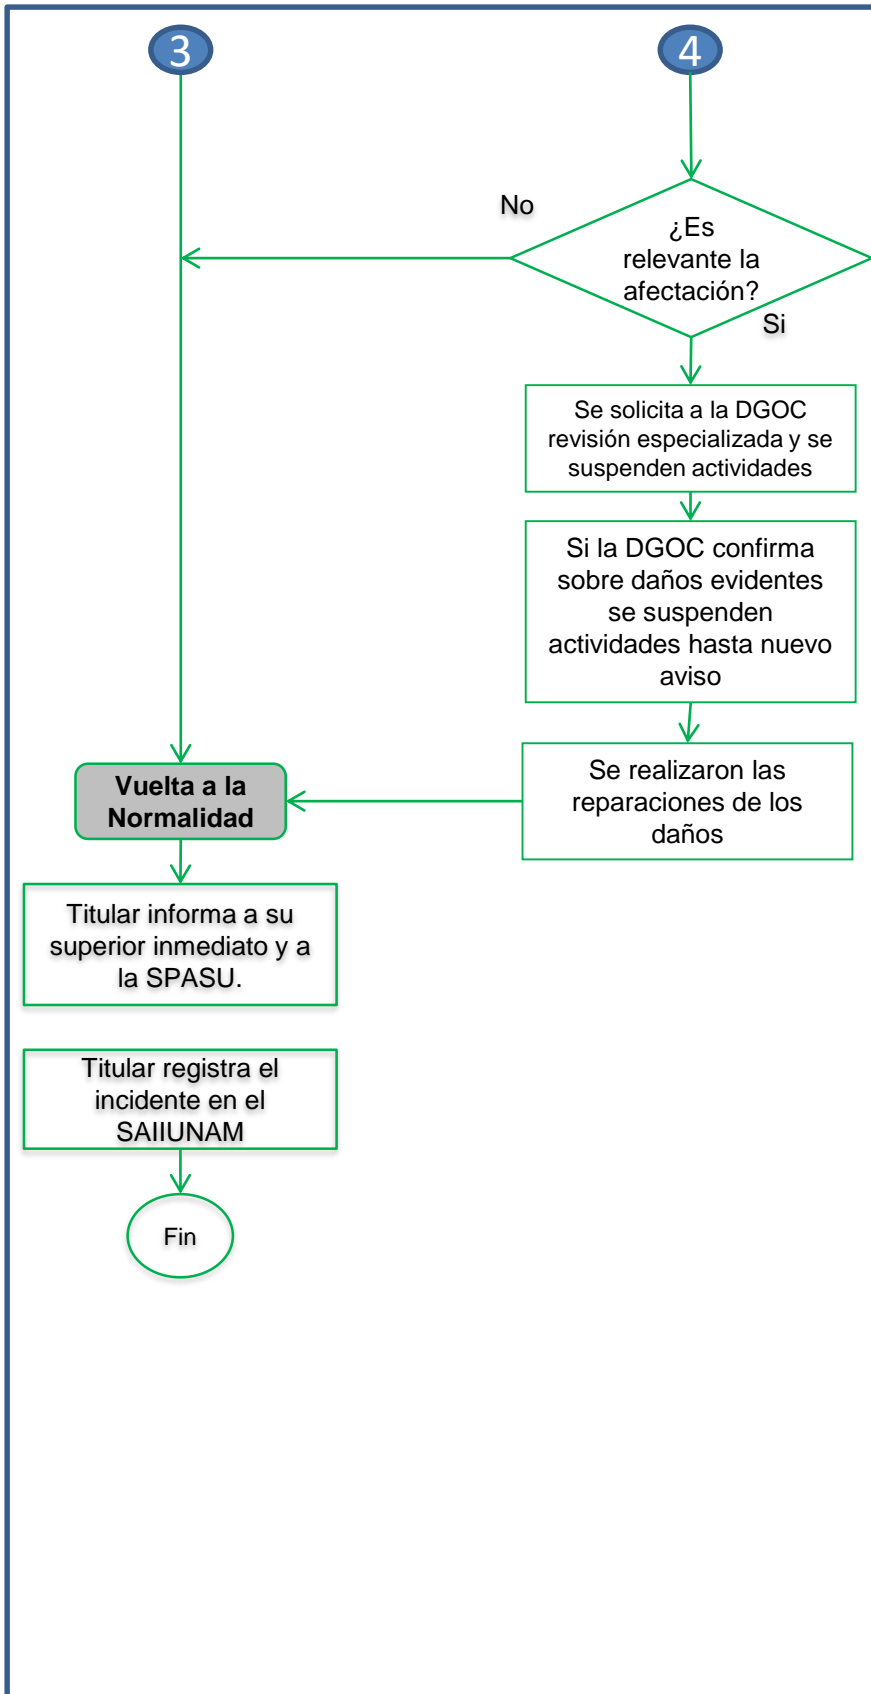 3
4
No
¿Es
relevante la
afectación?
Si
Se solicita a la DGOC
revisión especializada y se
suspenden actividades
Si la DGOC confirma
sobre daños evidentes
se suspenden
actividades hasta nuevo
aviso
Se realizaron las
reparaciones de los
daños
Vuelta a la
Normalidad
Titular informa a su
superior inmediato y a
la SPASU.
Titular registra el
incidente en el
SAIIUNAM
Fin